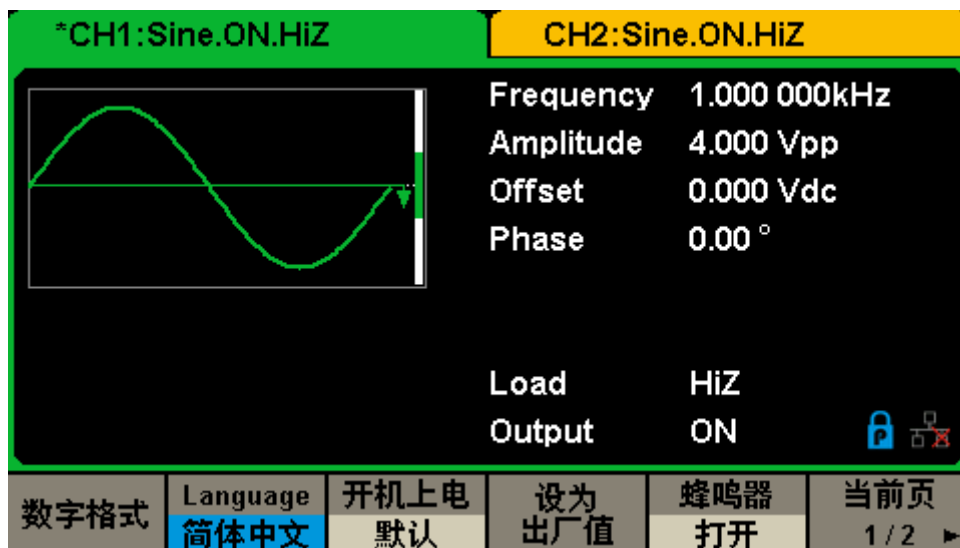 *CH1:Sine.ON.HiZ
CH2:Sine.ON.HiZ
Frequency 1.000 000kHz
Amplitude 4.000 Vpp
Offset 0.000 Vdc
Phase 0.00 °
Load HiZ
Output ON
P
数字格式
Language
简体中文
开机上电
默认
设为
出厂值
蜂鸣器
打开
当前页
1/2 ►